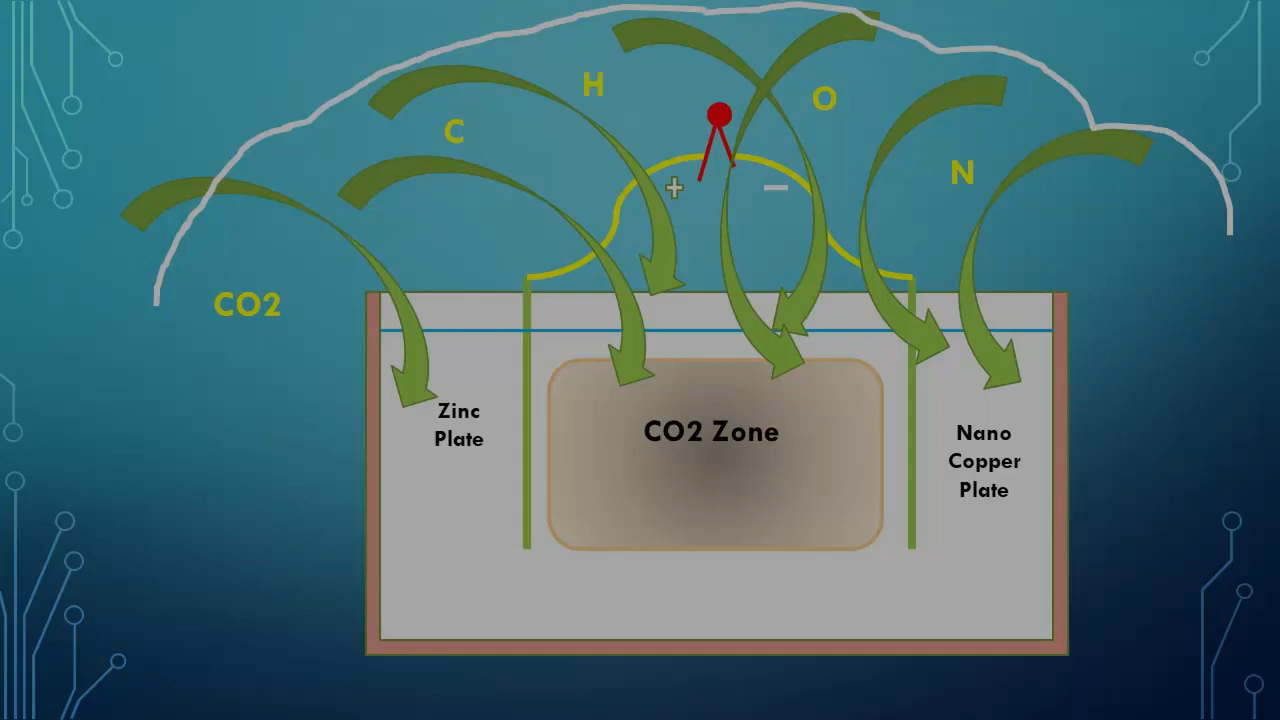 H
O
C
N
+
−
CO2
Zinc
Plate
CO2 Zone
Nano
Copper
Plate